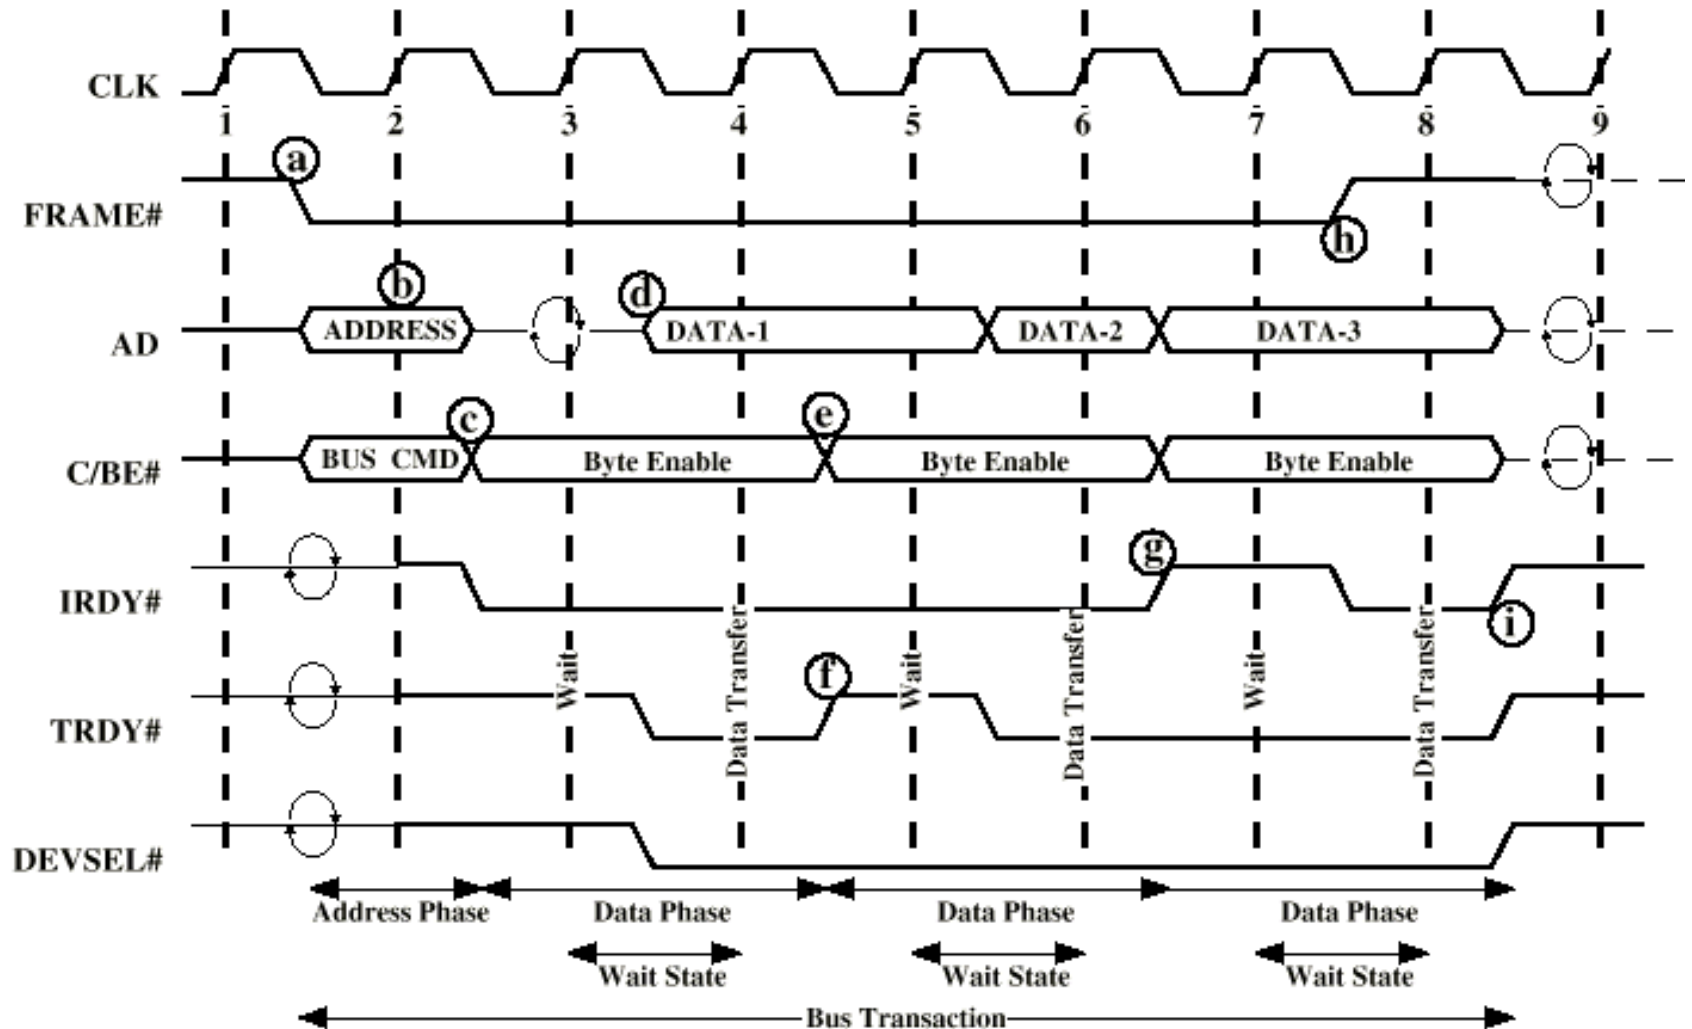 CLK
1 2 3 4 5 6 7 8 9
a
FRAME#
h
b
d
AD
ADDRESS DATA-1 DATA-2 DATA-3
c
e
C/BE#
BUS CMD Byte Enable Byte Enable Byte Enable
g
IRDY#
i
Wait
Data Transfer
Wait
Data Transfer
Wait
Data Transfer
f
TRDY#
DEVSEL#
Address Phase Data Phase Data Phase Data Phase
Wait State Wait State Wait State
Bus Transaction